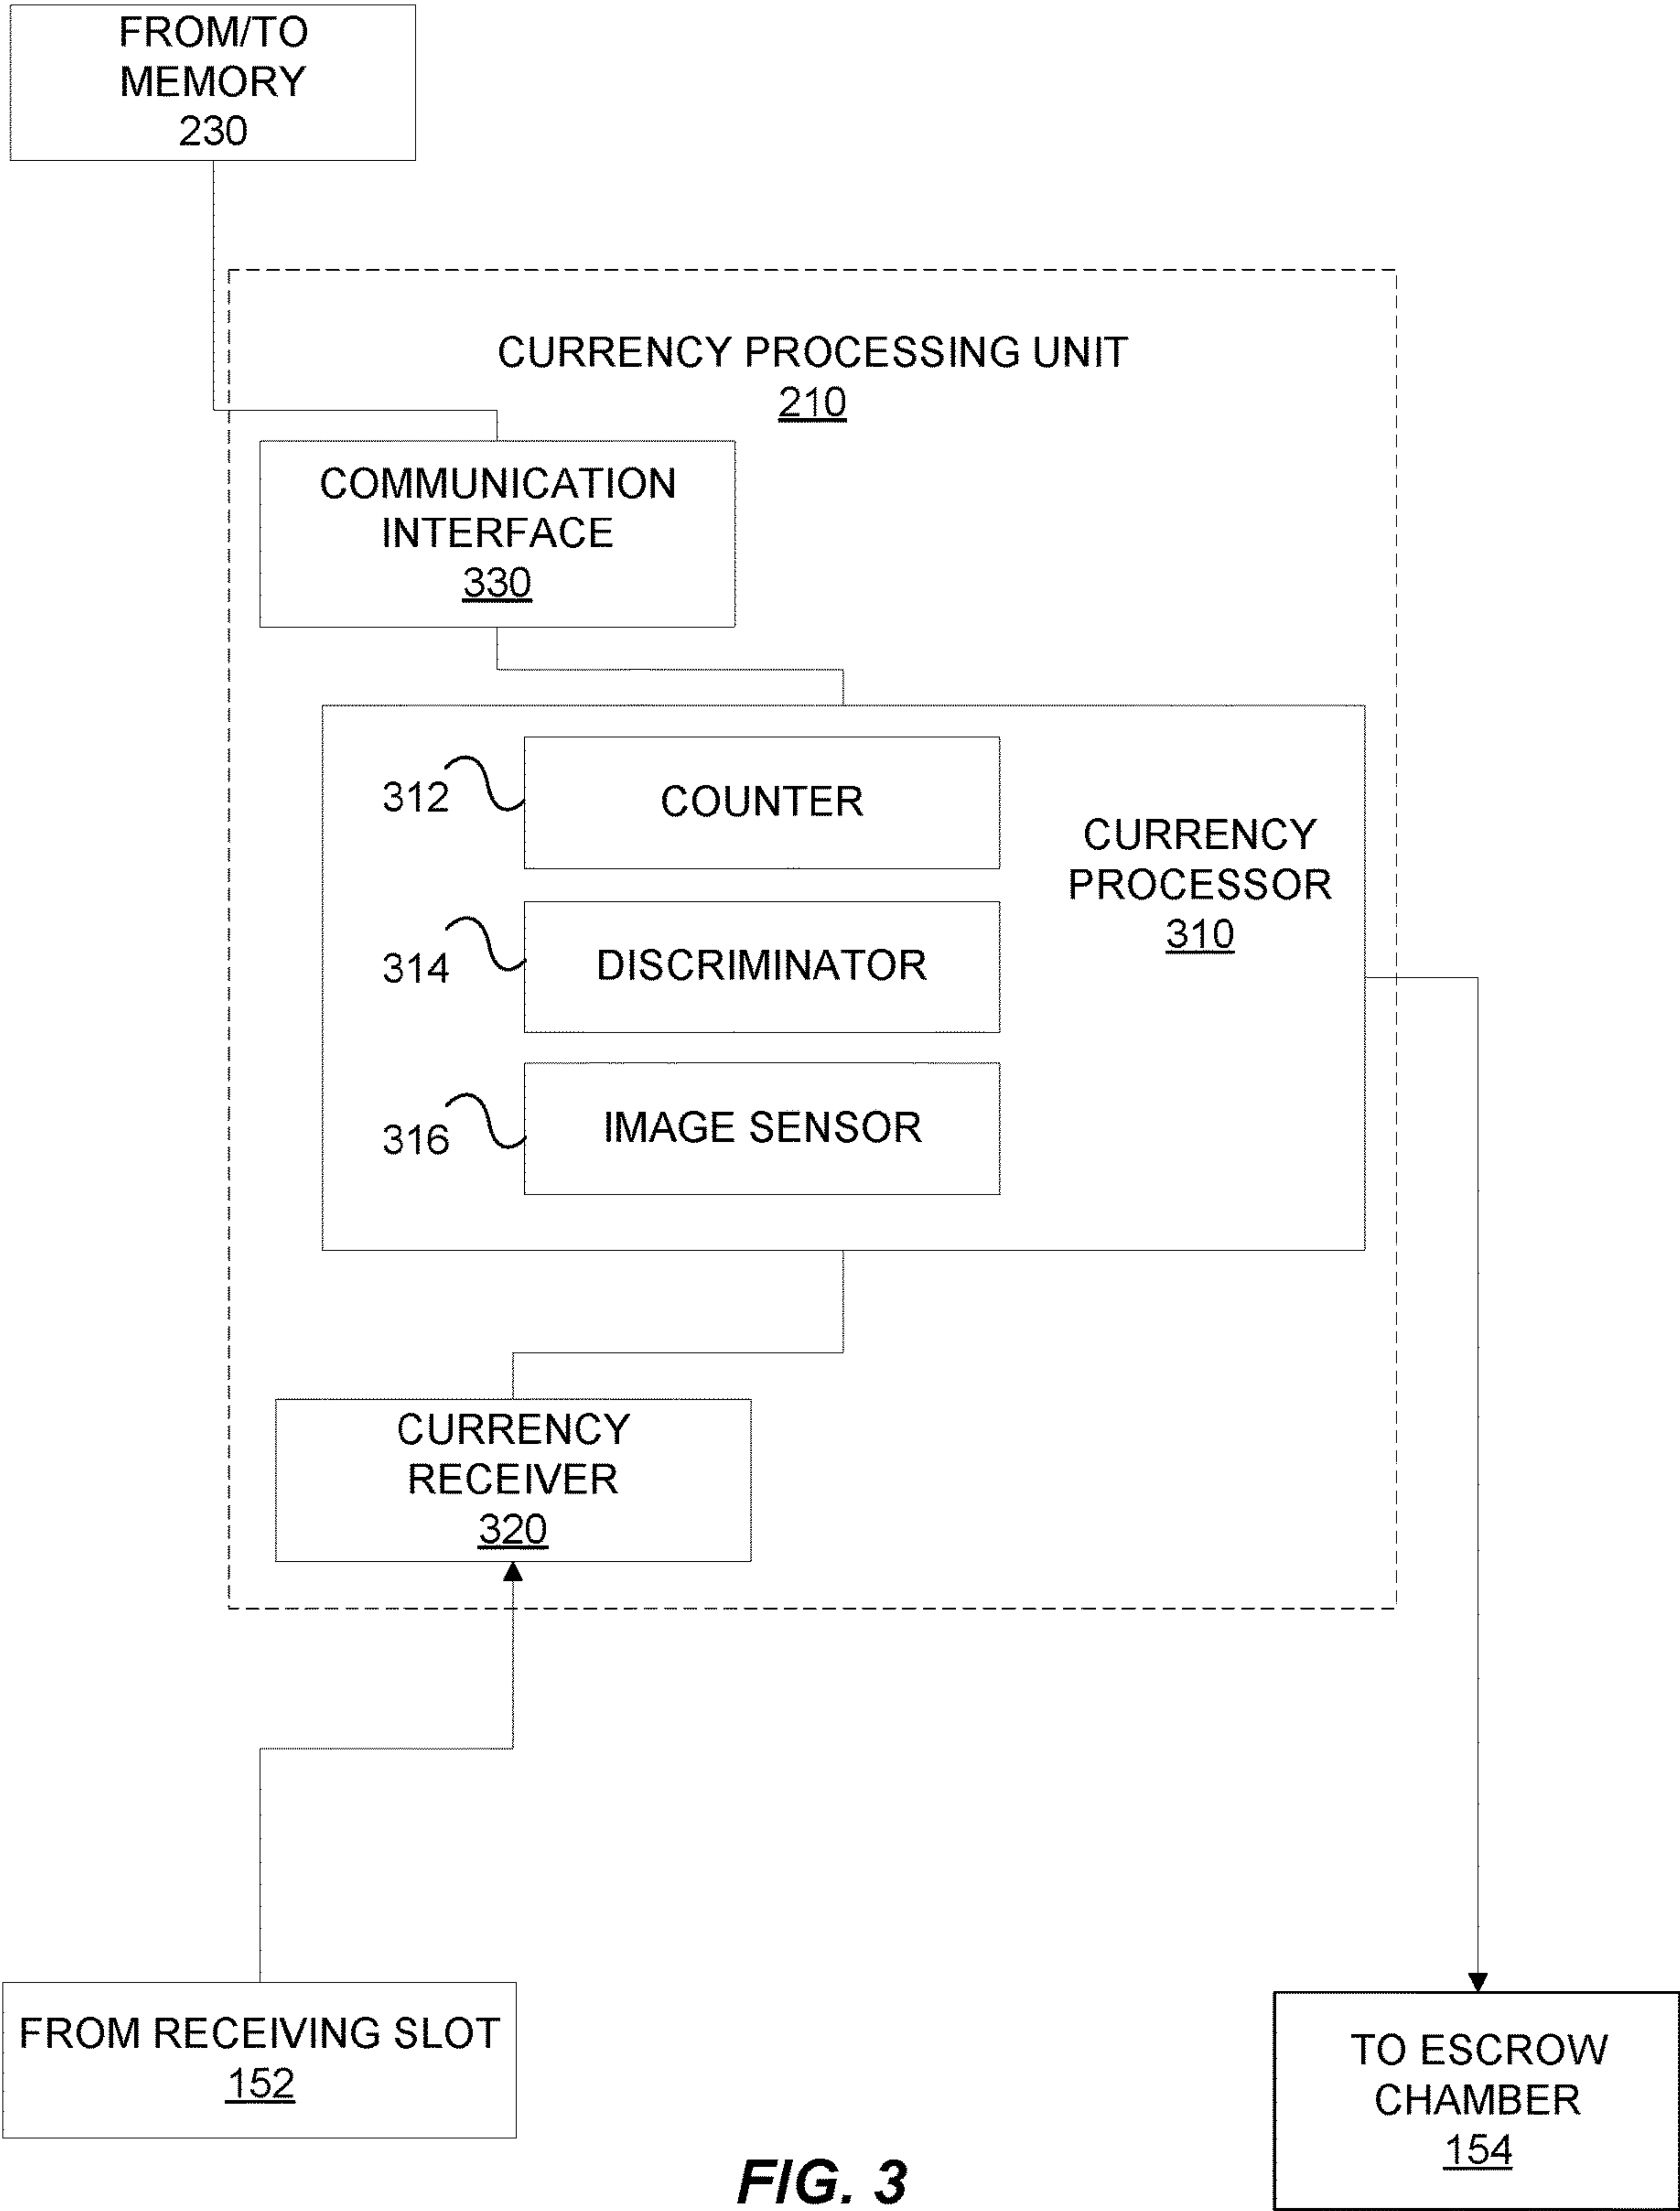 FROM/TO
MEMORY
230
CURRENCY PROCESSING UNIT
210
COMMUNICATION
INTERFACE
330
312
COUNTER
CURRENCY
PROCESSOR
310
314
DISCRIMINATOR
316
IMAGE SENSOR
CURRENCY
RECEIVER
320
FROM RECEIVING SLOT
152
TO ESCROW
CHAMBER
154
FIG. 3